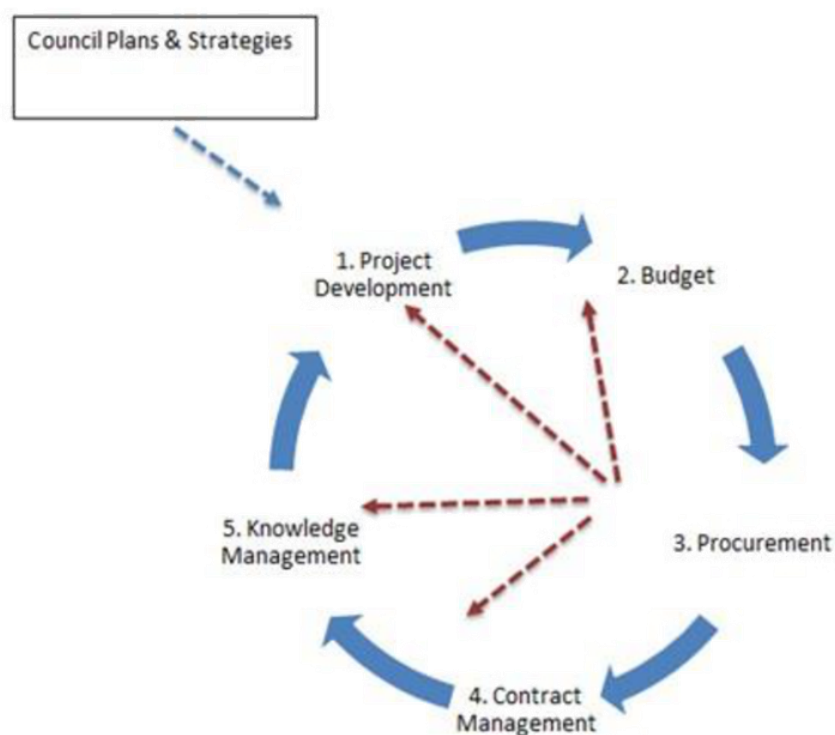 Council Plans & Strategies
1. Project
Development
2. Budget
3. Procurement
4. Contract
Management
5. Knowledge
Management